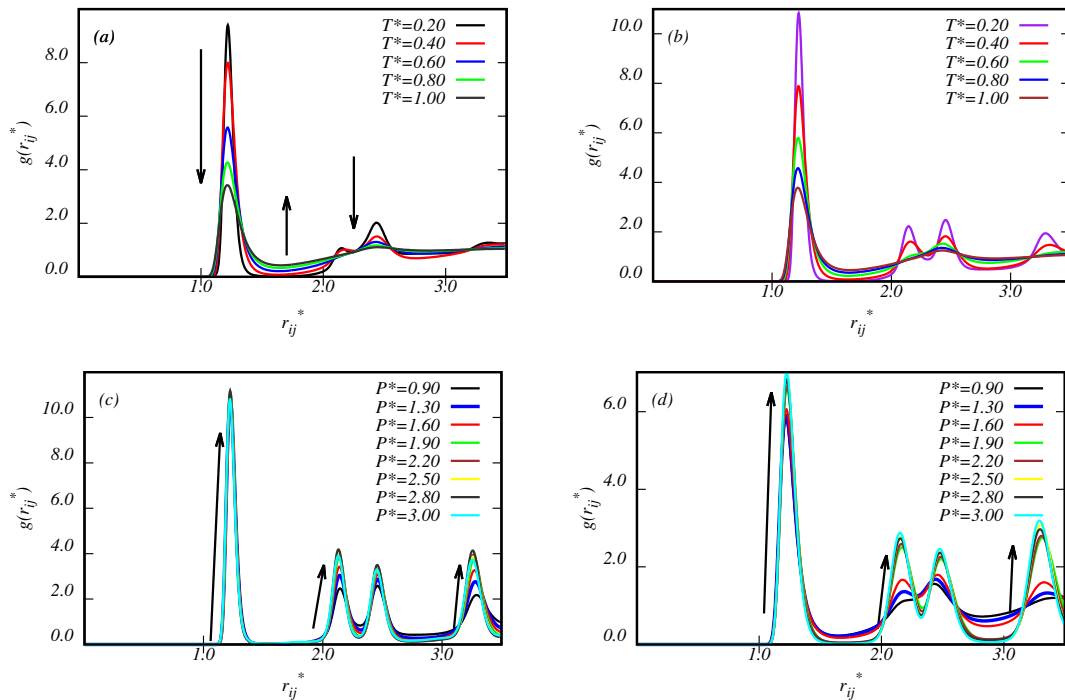 (a)
T*=0.20
T*=0.40
T*=0.60
T*=0.80
T*=1.00
g(r_ij^*)
8.0
6.0
4.0
2.0
0.0
1.0
2.0
3.0
r_ij^*
(b)
T*=0.20
T*=0.40
T*=0.60
T*=0.80
T*=1.00
g(r_ij^*)
10.0
8.0
6.0
4.0
2.0
0.0
1.0
2.0
3.0
r_ij^*
(c)
P*=0.90
P*=1.30
P*=1.60
P*=1.90
P*=2.20
P*=2.50
P*=2.80
P*=3.00
g(r_ij^*)
10.0
8.0
6.0
4.0
2.0
0.0
1.0
2.0
3.0
r_ij^*
(d)
P*=0.90
P*=1.30
P*=1.60
P*=1.90
P*=2.20
P*=2.50
P*=2.80
P*=3.00
g(r_ij^*)
6.0
4.0
2.0
0.0
1.0
2.0
3.0
r_ij^*